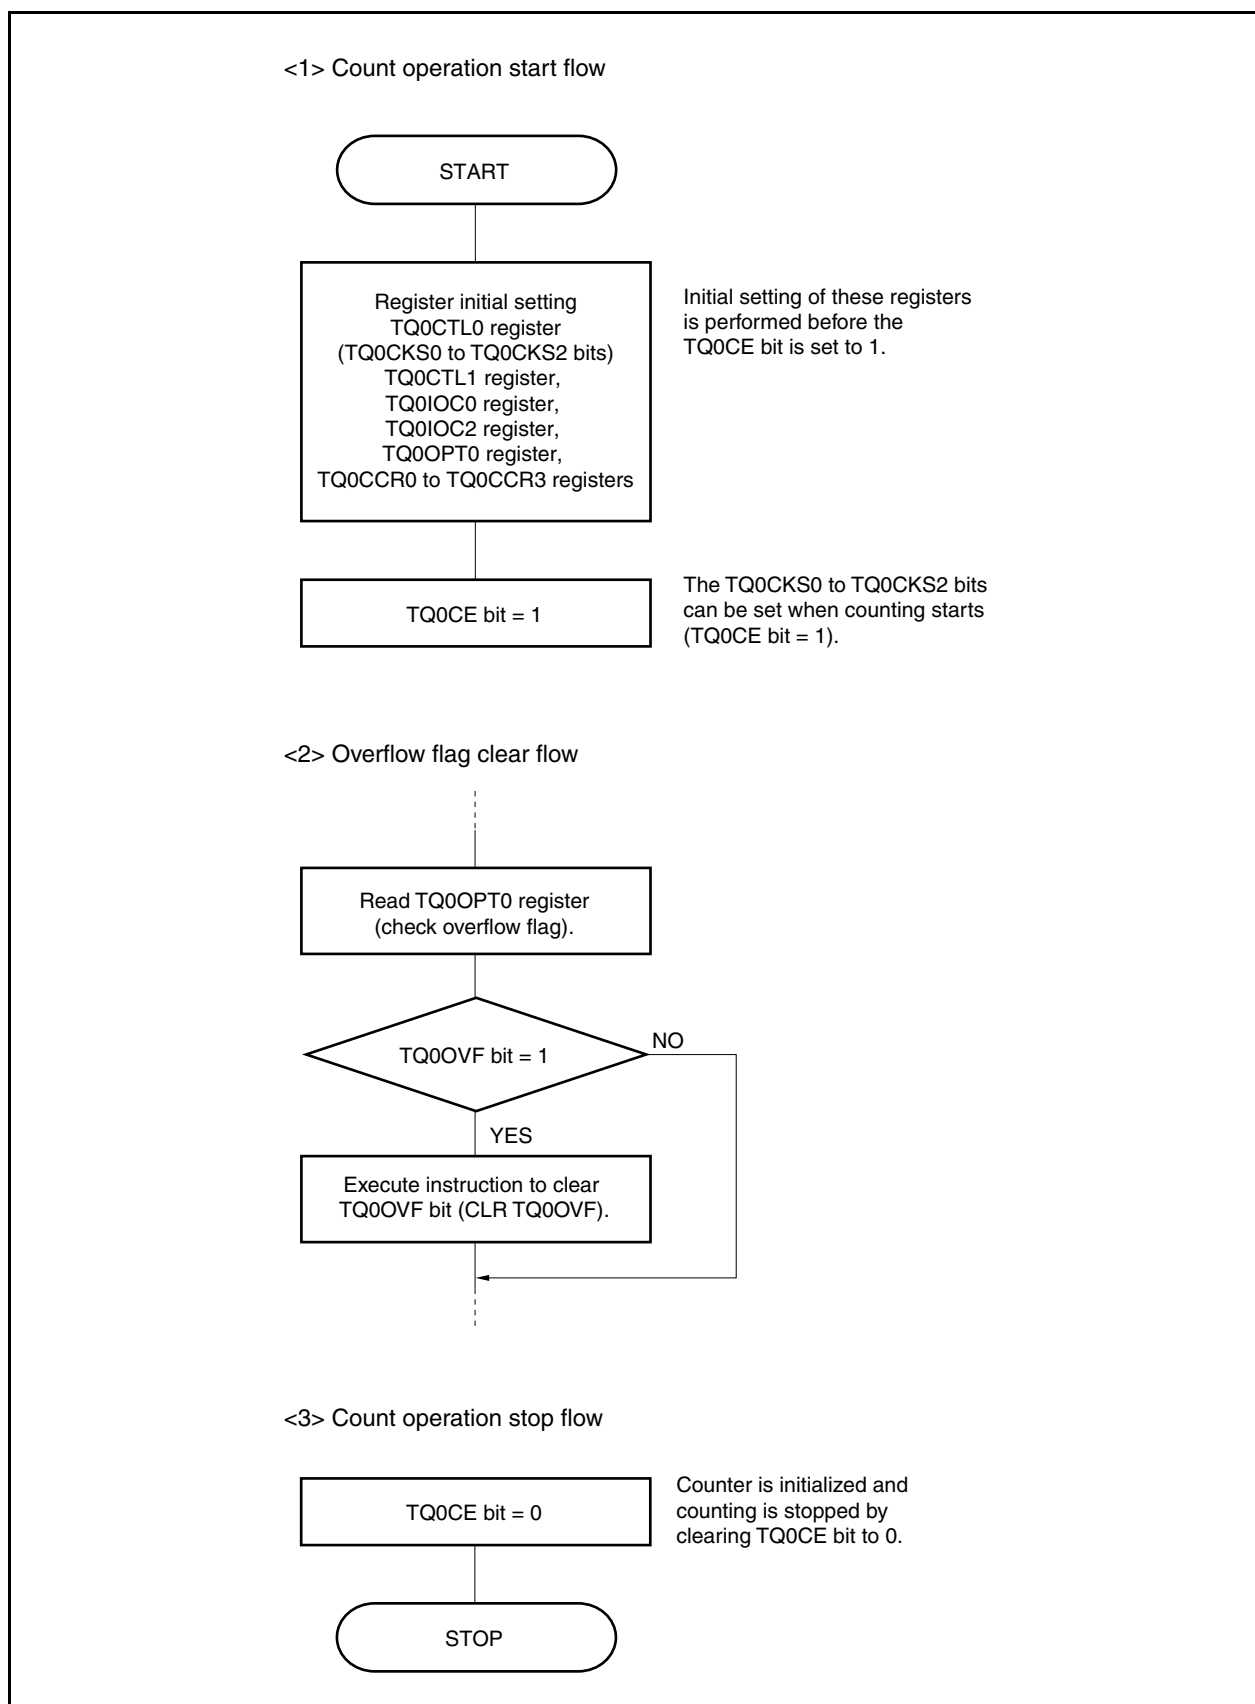 <1> Count operation start flow
START
Register initial setting
TQ0CTL0 register
(TQ0CKS0 to TQ0CKS2 bits)
TQ0CTL1 register,
TQ0IOC0 register,
TQ0IOC2 register,
TQ0OPT0 register,
TQ0CCR0 to TQ0CCR3 registers
Initial setting of these registers
is performed before the
TQ0CE bit is set to 1.
TQ0CE bit = 1
The TQ0CKS0 to TQ0CKS2 bits
can be set when counting starts
(TQ0CE bit = 1).
<2> Overflow flag clear flow
Read TQ0OPT0 register
(check overflow flag).
TQ0OVF bit = 1
NO
YES
Execute instruction to clear
TQ0OVF bit (CLR TQ0OVF).
<3> Count operation stop flow
TQ0CE bit = 0
Counter is initialized and
counting is stopped by
clearing TQ0CE bit to 0.
STOP